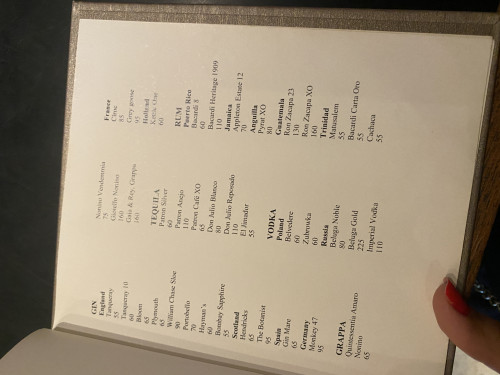 GIN
England
Tanqueray
55
Tanqueray 10
60
Bloom
65
Plymouth
65
William Chase Sloe
90
Portobello
70
Hayman's
60
Bombay Sapphire
55
Scotland
Hendricks
65
The Botanist
95
Spain
Gin Mare
65
Germany
Monkey 47
95
GRAPPA
Quintessentia Amaro
Nonino
65
Nonino Vendemmia
75
Gioiello Nonino
160
Gaia & Rey, Grappa
160
TEQUILA
Patron Silver
60
Patron Anejo
110
Patron Café XO
65
Don Julio Blanco
80
Don Julio Reposado
110
El Jimador
55
VODKA
Poland
Belvedere
60
Zubrowka
60
Russia
Beluga Noble
80
Beluga Gold
225
Imperial Vodka
110
France
Ciroc
85
Grey goose
95
Holland
Kettle One
60
RUM
Puerto Rico
Bacardi 8
60
Bacardi Heritage 1909
110
Jamaica
Appleton Estate 12
70
Anguilla
Pyrat XO
80
Guatemala
Ron Zacapa 23
130
Ron Zacapa XO
160
Trinidad
Matusalem
55
Bacardi Carta Oro
55
Cachaca
55